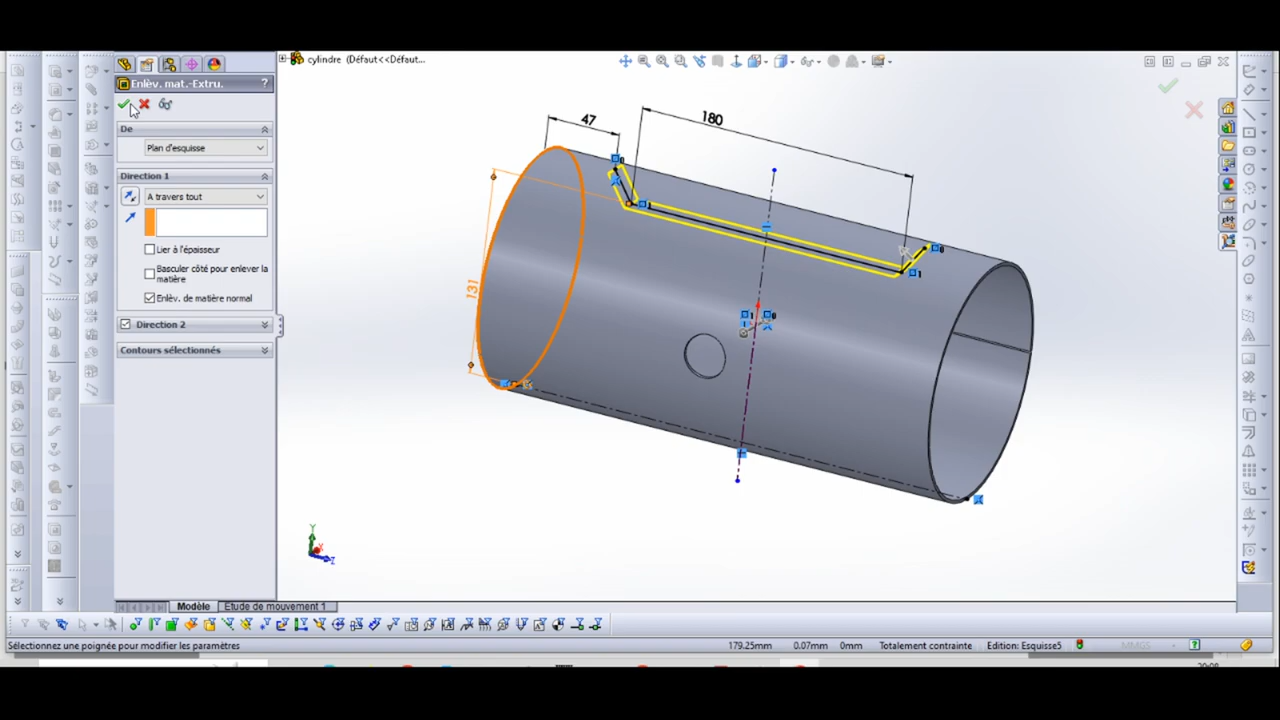 cylindre (Défaut<<Défaut...
Enlèv. mat.-Extru. ?
De
Plan d'esquisse
Direction 1
A travers tout
Lier à l'épaisseur
Basculer côté pour enlever la
matière
Enlèv. de matière normal
Direction 2
Contours sélectionnés
47
180
131
Y
Z
Modèle
Etude de mouvement 1
Sélectionnez une poignée pour modifier les paramètres
179.25mm 0.07mm 0mm Totalement contrainte Edition: Esquisse5 MMGS